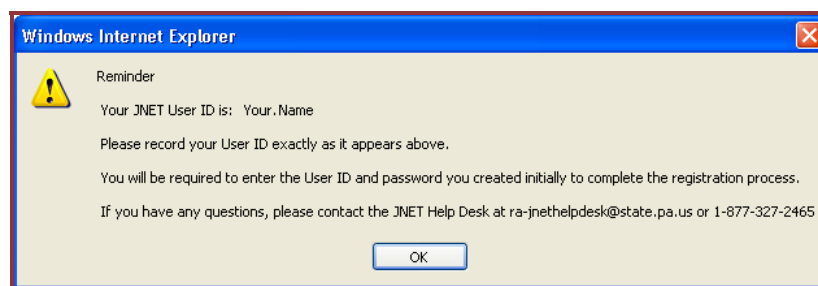 Windows Internet Explorer
Reminder
Your JNET User ID is: Your.Name
Please record your User ID exactly as it appears above.
You will be required to enter the User ID and password you created initially to complete the registration process.
If you have any questions, please contact the JNET Help Desk at ra-jnethelpdesk@state.pa.us or 1-877-327-2465
OK